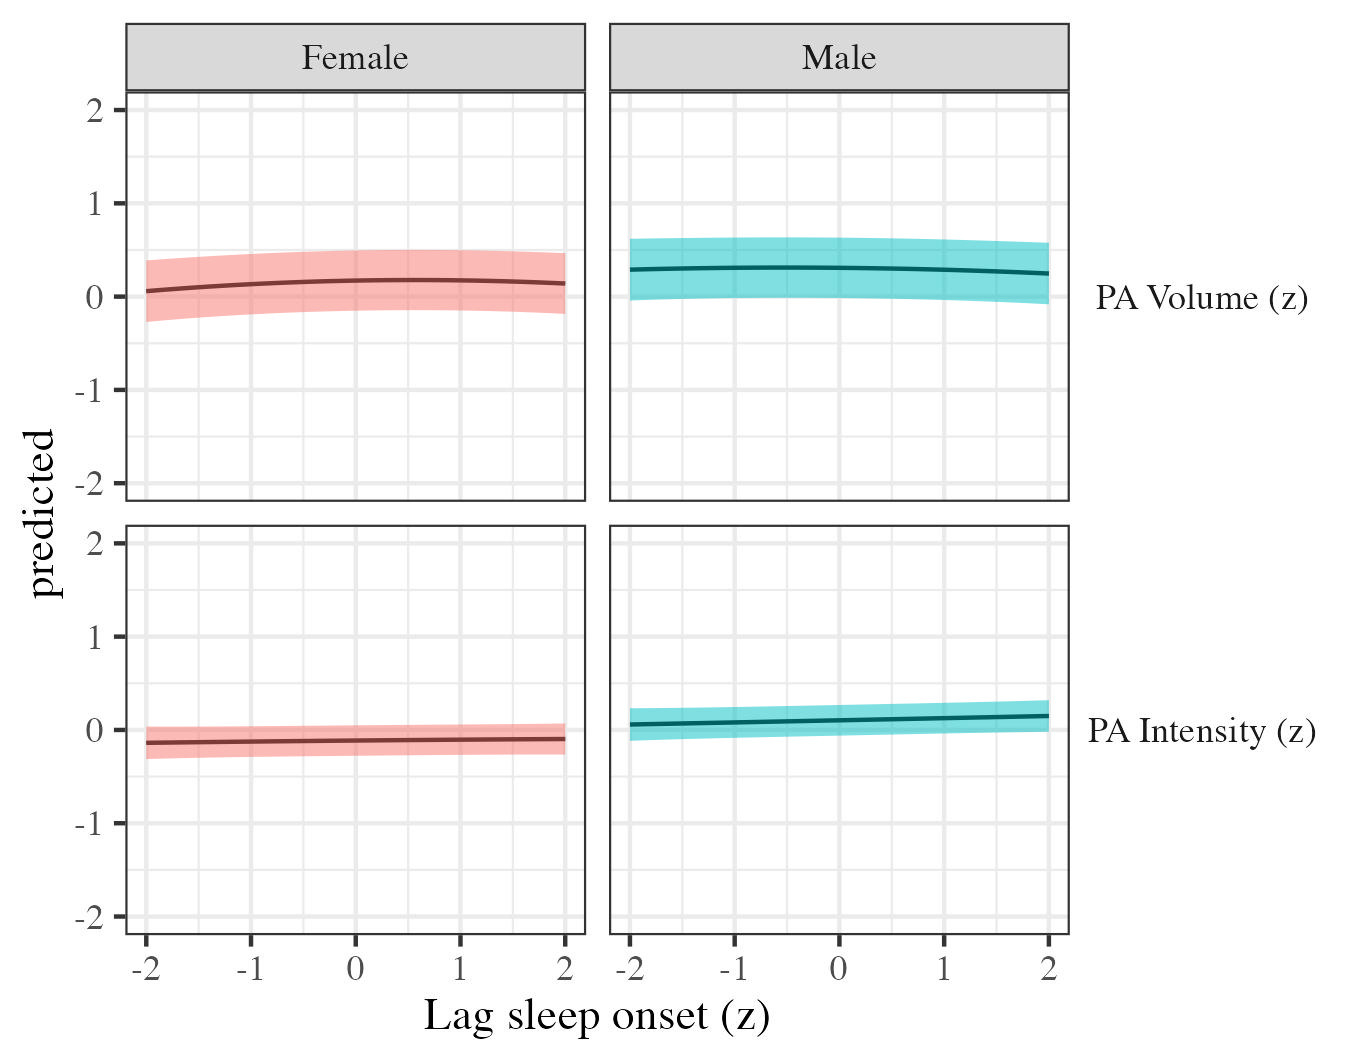 Female
Male
2
1
0
-1
-2
PA Volume (z)
predicted
2
1
0
-1
-2
PA Intensity (z)
-2 -1 0 1 2
-2 -1 0 1 2
Lag sleep onset (z)